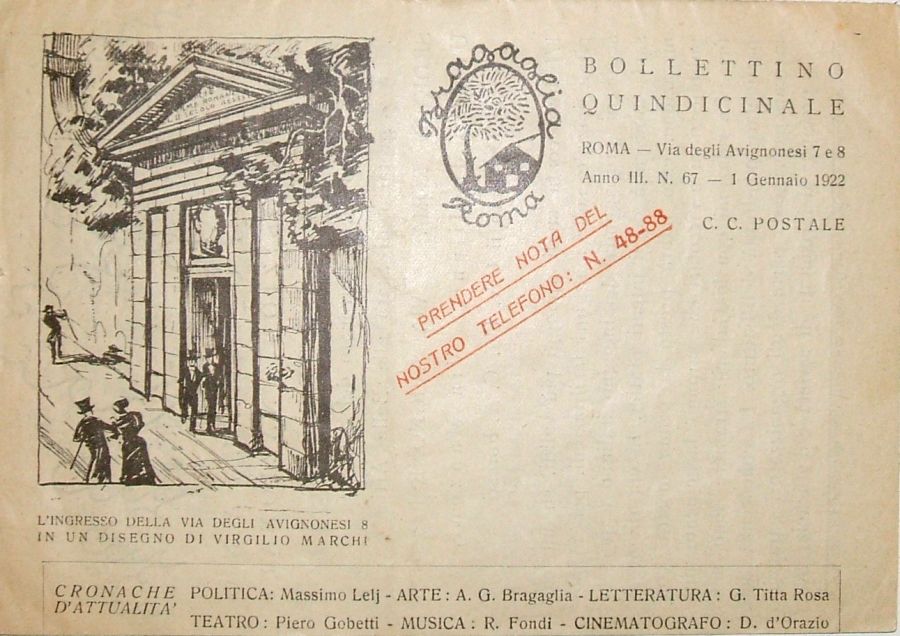 Bragaglia
Roma
BOLLETTINO
QUINDICINALE
ROMA — Via degli Avignonesi 7 e 8
Anno III. N. 67 — 1 Gennaio 1922
C. C. POSTALE
PRENDERE NOTA DEL
NOSTRO TELEFONO: N. 48-88
L'INGRESSO DELLA VIA DEGLI AVIGNONESI 8
IN UN DISEGNO DI VIRGILIO MARCHI
CRONACHE
D'ATTUALITA'
POLITICA: Massimo Lelj - ARTE: A. G. Bragaglia - LETTERATURA: G. Titta Rosa
TEATRO: Piero Gobetti - MUSICA: R. Fondi - CINEMATOGRAFO: D. d'Orazio